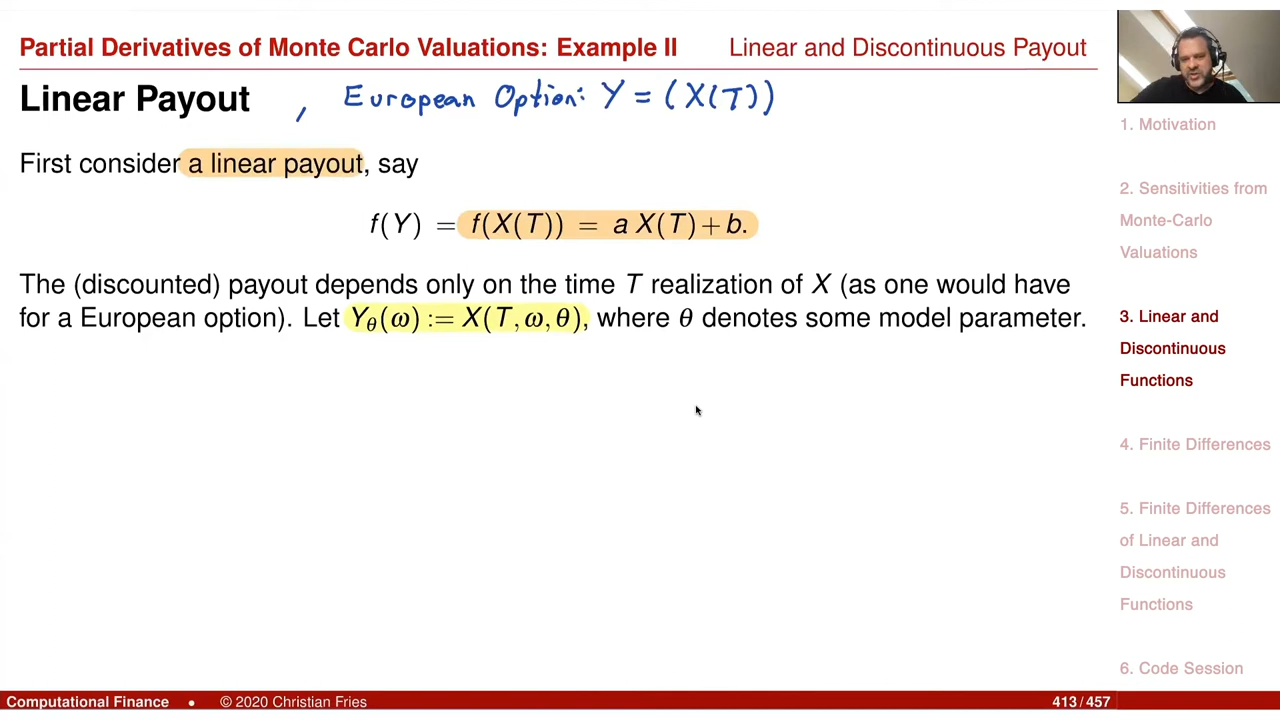 Partial Derivatives of Monte Carlo Valuations: Example II
Linear and Discontinuous Payout
Linear Payout , European Option: Y = (X(T))
First consider a linear payout, say
f(Y) = f(X(T)) = a X(T) + b.
The (discounted) payout depends only on the time T realization of X (as one would have
for a European option). Let Y_θ(ω) := X(T, ω, θ), where θ denotes some model parameter.
1. Motivation
2. Sensitivities from
Monte-Carlo
Valuations
3. Linear and
Discontinuous
Functions
4. Finite Differences
5. Finite Differences
of Linear and
Discontinuous
Functions
6. Code Session
Computational Finance • © 2020 Christian Fries
413/457